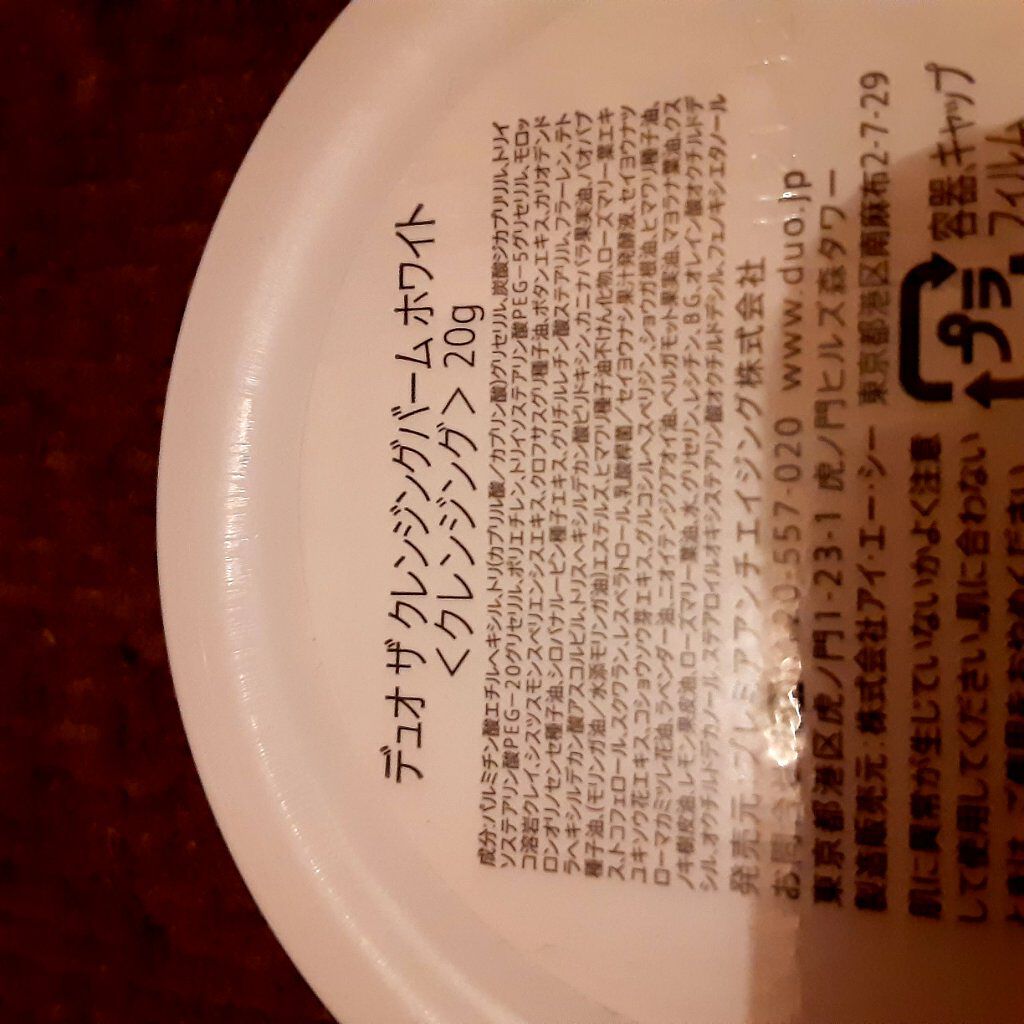 デュオ ザ クレンジングバーム ホワイト
<クレンジング> 20g
成分:パルミチン酸エチルヘキシル、トリ(カプリル酸/カプリン酸)グリセリル、炭酸ジカプリリル、トリイ
ソステアリン酸PEG-20グリセリル、ポリエチレン、トリイソステアリン酸PEG-5グリセリル、モロッ
コ溶岩クレイ、シスツスモンスペリエンシスエキス、クロフサスグリ種子油、ボタンエキス、カリオデンド
ロンオリノセンセ種子油、シロバナルーピン種子エキス、グリチルレチン酸ステアリル、フラーレン、テト
ラヘキシルデカン酸アスコルビル、トリスヘキシルデカン酸ピリドキシン、カニナバラ果実油、バオバブ
種子油、(モリンガ油/水添モリンガ油)エステルズ、ヒマワリ種子油不けん化物、ローズマリー葉エキ
ス、トコフェロール、スクワラン、レスベラトロール、乳酸桿菌/セイヨウナシ果汁発酵液、セイヨウナツ
ユキソウ花エキス、コショウソウ芽エキス、グルコシルヘスペリジン、ショウガ根油、ヒマワリ種子油、
ローマカミツレ花油、ラベンダー油、ニオイテンジクアオイ油、ベルガモット果実油、マヨラナ葉油、クス
ノキ樹皮油、レモン果皮油、ローズマリー葉油、水、グリセリン、レシチン、BG、オレイン酸オクチルドデ
シル、オクチルドデカノール、ステアロイルオキシステアリン酸オクチルドデシル、フェノキシエタノール
発売元:プレミアアンチエイジング株式会社
お問合せ 20-557-020 www.duo.jp
東京都港区虎ノ門1-23-1 虎ノ門ヒルズ森タワー
製造販売元:株式会社アイ・エー・シー 東京都港区南麻布2-7-29
肌に異常が生じていないかよく注意
して使用してください。肌に合わない
ときは、ご使用をおやめください
プラ
容器、キャップ
フィルム